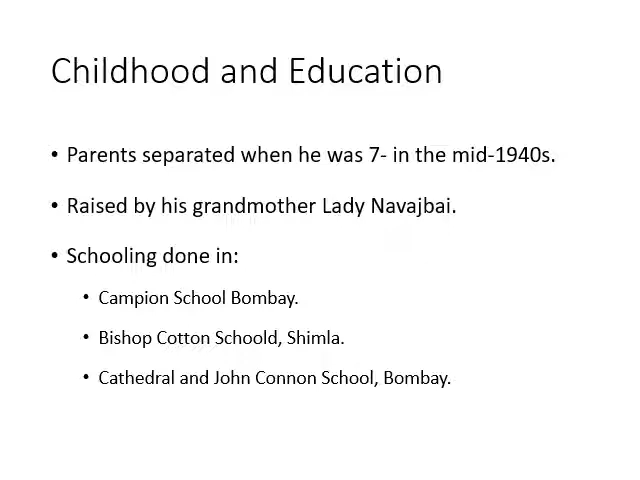 Childhood and Education
• Parents separated when he was 7- in the mid-1940s.
• Raised by his grandmother Lady Navajbai.
• Schooling done in:
• Campion School Bombay.
• Bishop Cotton Schoold, Shimla.
• Cathedral and John Connon School, Bombay.